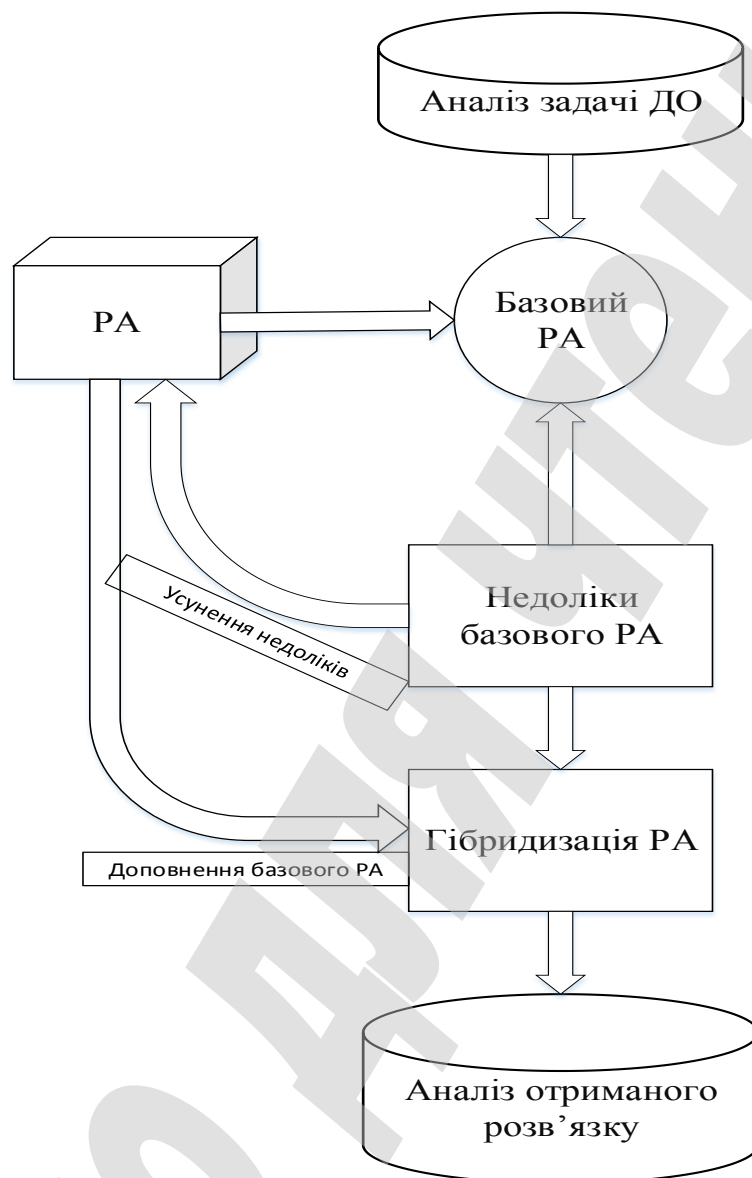 Аналіз задачі ДО
РА
Базовий
РА
Недоліки
базового РА
Усунення недоліків
Гібридизація РА
Доповнення базового РА
Аналіз отриманого
розв’язку